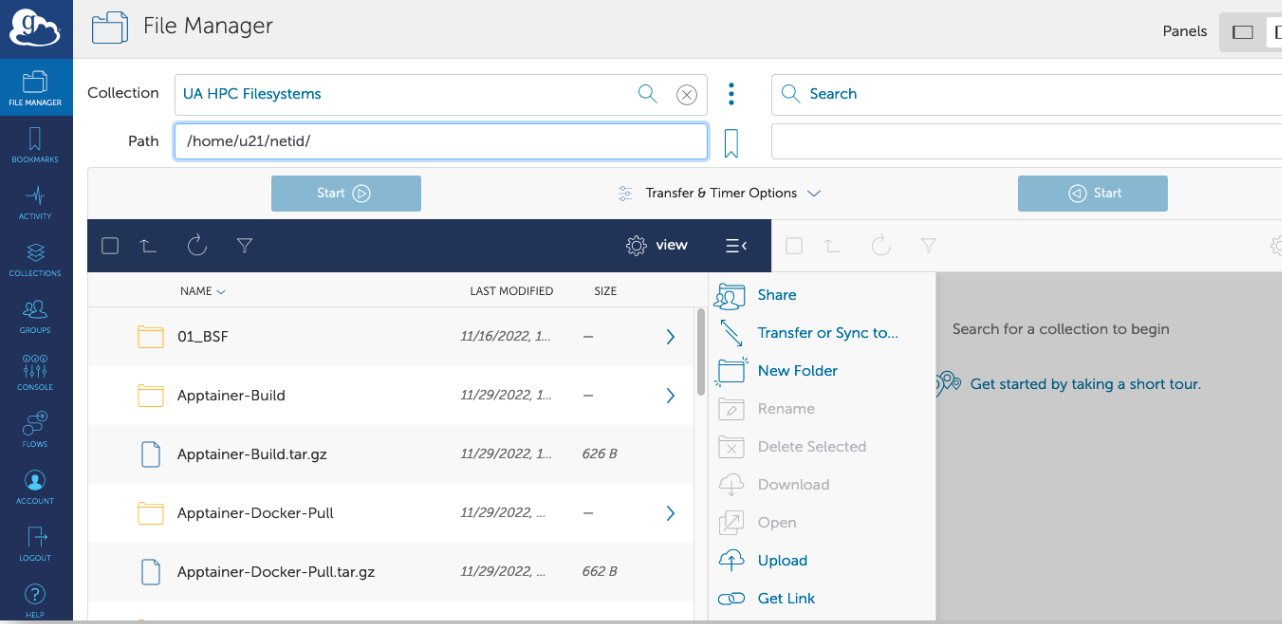 g
File Manager
Panels
FILE MANAGER
BOOKMARKS
ACTIVITY
COLLECTIONS
GROUPS
CONSOLE
FLOWS
ACCOUNT
LOGOUT
HELP
Collection
UA HPC Filesystems
Search
Path
/home/u21/netid/
Start
Transfer & Timer Options
Start
view
NAME
LAST MODIFIED
SIZE
01_BSF 11/16/2022, 1... —
Apptainer-Build 11/29/2022, 1... —
Apptainer-Build.tar.gz 11/29/2022, 1... 626 B
Apptainer-Docker-Pull 11/29/2022, ... —
Apptainer-Docker-Pull.tar.gz 11/29/2022, ... 662 B
Share
Transfer or Sync to...
New Folder
Rename
Delete Selected
Download
Open
Upload
Get Link
Search for a collection to begin
Get started by taking a short tour.